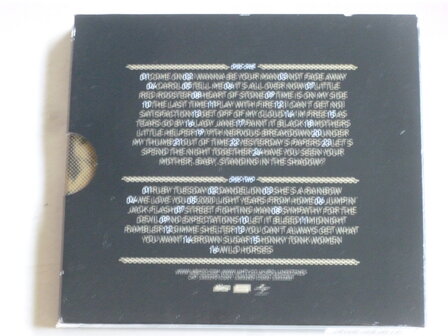 DISC ONE
01 COME ON 02 I WANNA BE YOUR MAN 03 NOT FADE AWAY
04 CAROL 05 TELL ME 06 IT'S ALL OVER NOW 07 LITTLE
RED ROOSTER 08 HEART OF STONE 09 TIME IS ON MY SIDE
10 THE LAST TIME 11 PLAY WITH FIRE 12 (I CAN'T GET NO)
SATISFACTION 13 GET OFF OF MY CLOUD 14 I'M FREE 15 AS
TEARS GO BY 16 LADY JANE 17 PAINT IT BLACK 18 MOTHERS
LITTLE HELPER 19 19TH NERVOUS BREAKDOWN 20 UNDER
MY THUMB 21 OUT OF TIME 22 YESTERDAY'S PAPERS 23 LET'S
SPEND THE NIGHT TOGETHER 24 HAVE YOU SEEN YOUR
MOTHER, BABY, STANDING IN THE SHADOW?
DISC TWO
01 RUBY TUESDAY 02 DANDELION 03 SHE'S A RAINBOW
04 WE LOVE YOU 05 2000 LIGHT YEARS FROM HOME 06 JUMPIN'
JACK FLASH 07 STREET FIGHTING MAN 08 SYMPATHY FOR THE
DEVIL 09 NO EXPECTATIONS 10 LET IT BLEED 11 MIDNIGHT
RAMBLER 12 GIMME SHELTER 13 YOU CAN'T ALWAYS GET WHAT
YOU WANT 14 BROWN SUGAR 15 HONKY TONK WOMEN
16 WILD HORSES